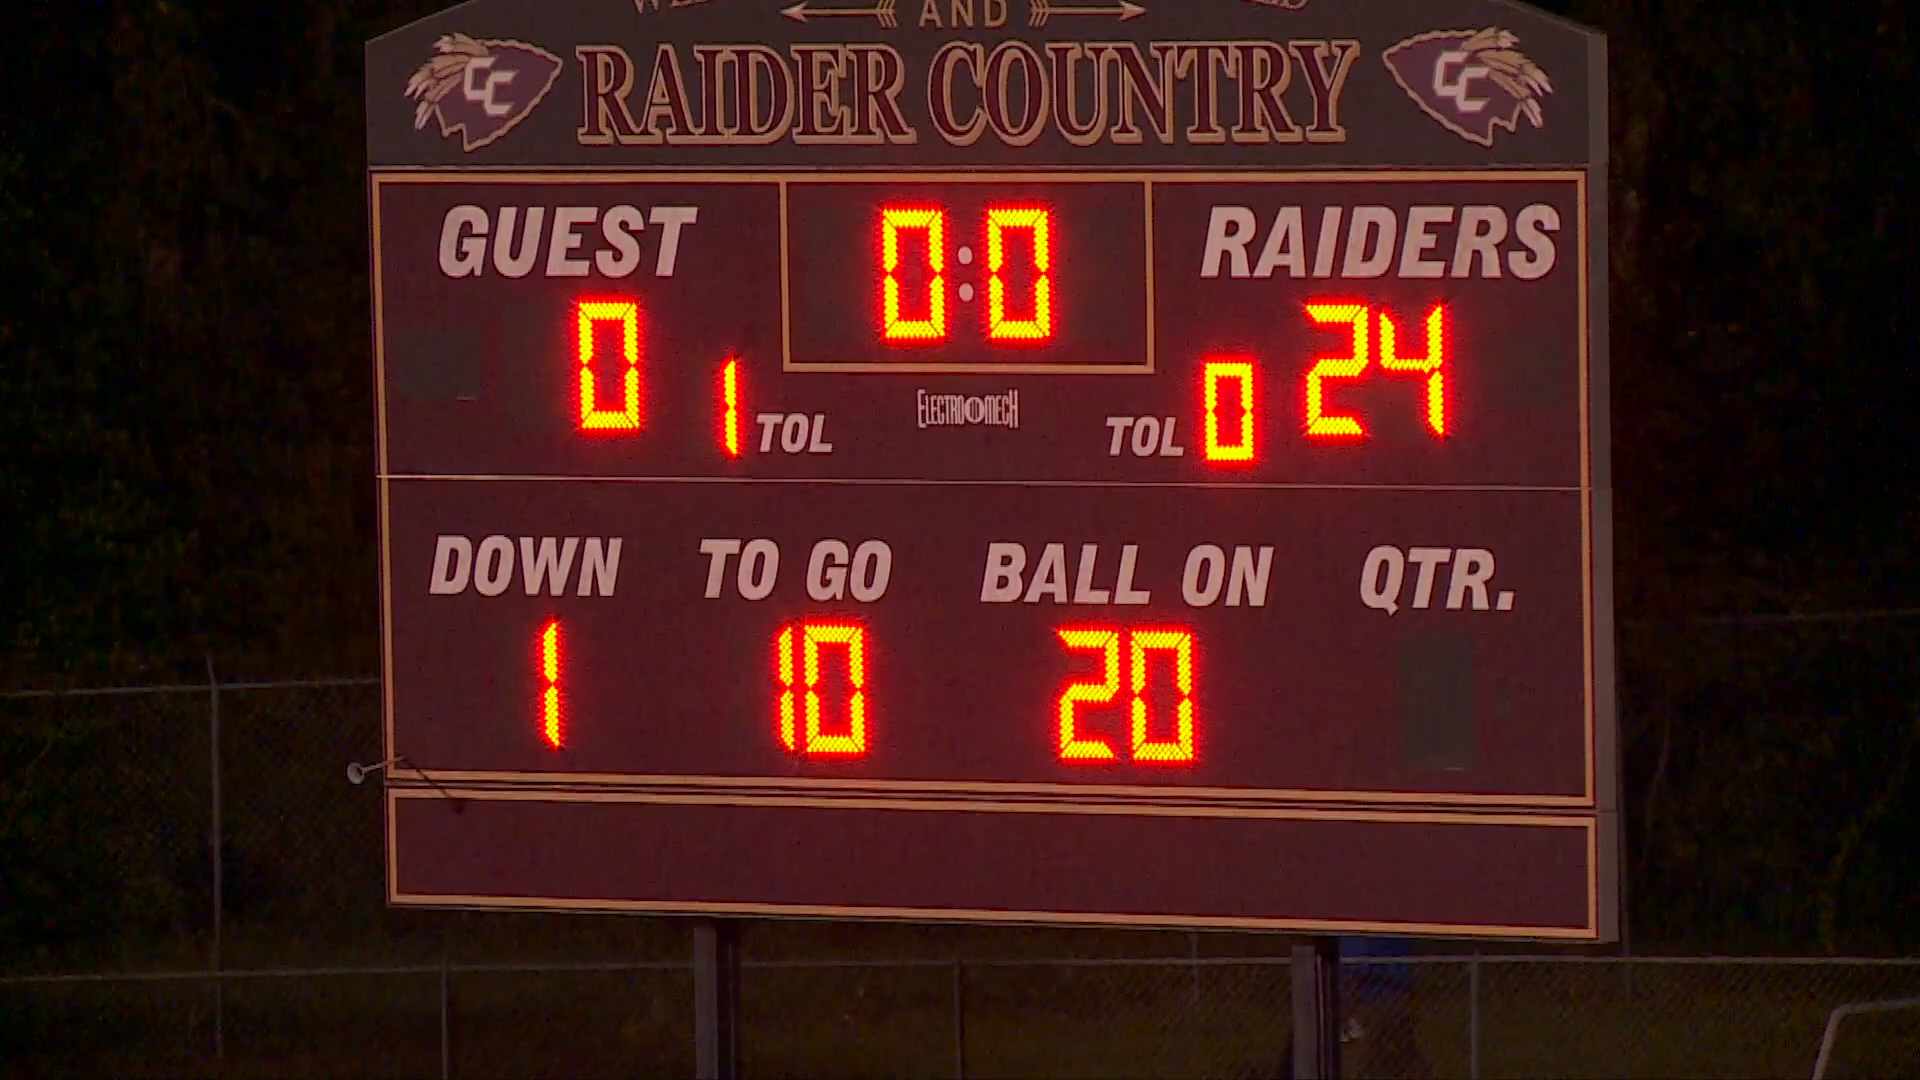 AND
CC RAIDER COUNTRY CC
GUEST 0:0 RAIDERS
0 1 TOL ELECTRO MECH TOL 0 24
DOWN TO GO BALL ON QTR.
1 10 20